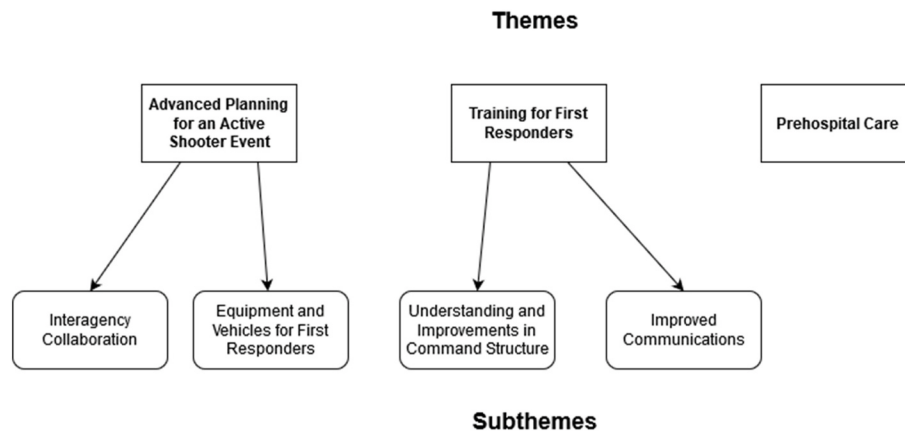 Themes
Advanced Planning
for an Active
Shooter Event
Training for First
Responders
Prehospital Care
Interagency
Collaboration
Equipment and
Vehicles for First
Responders
Understanding and
Improvements in
Command Structure
Improved
Communications
Subthemes